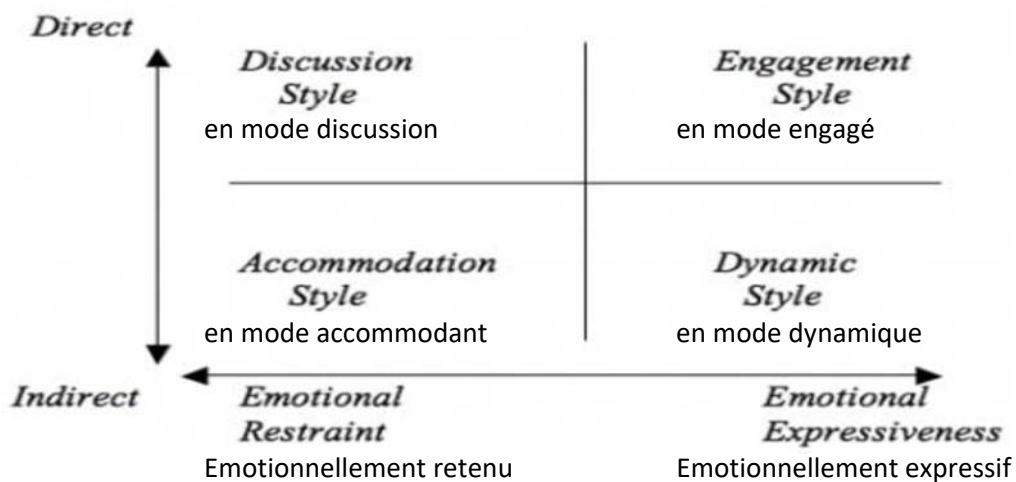 Direct
Discussion
Style
en mode discussion
Engagement
Style
en mode engagé
Accommodation
Style
en mode accommodant
Dynamic
Style
en mode dynamique
Indirect
Emotional
Restraint
Emotionnellement retenu
Emotional
Expressiveness
Emotionnellement expressif